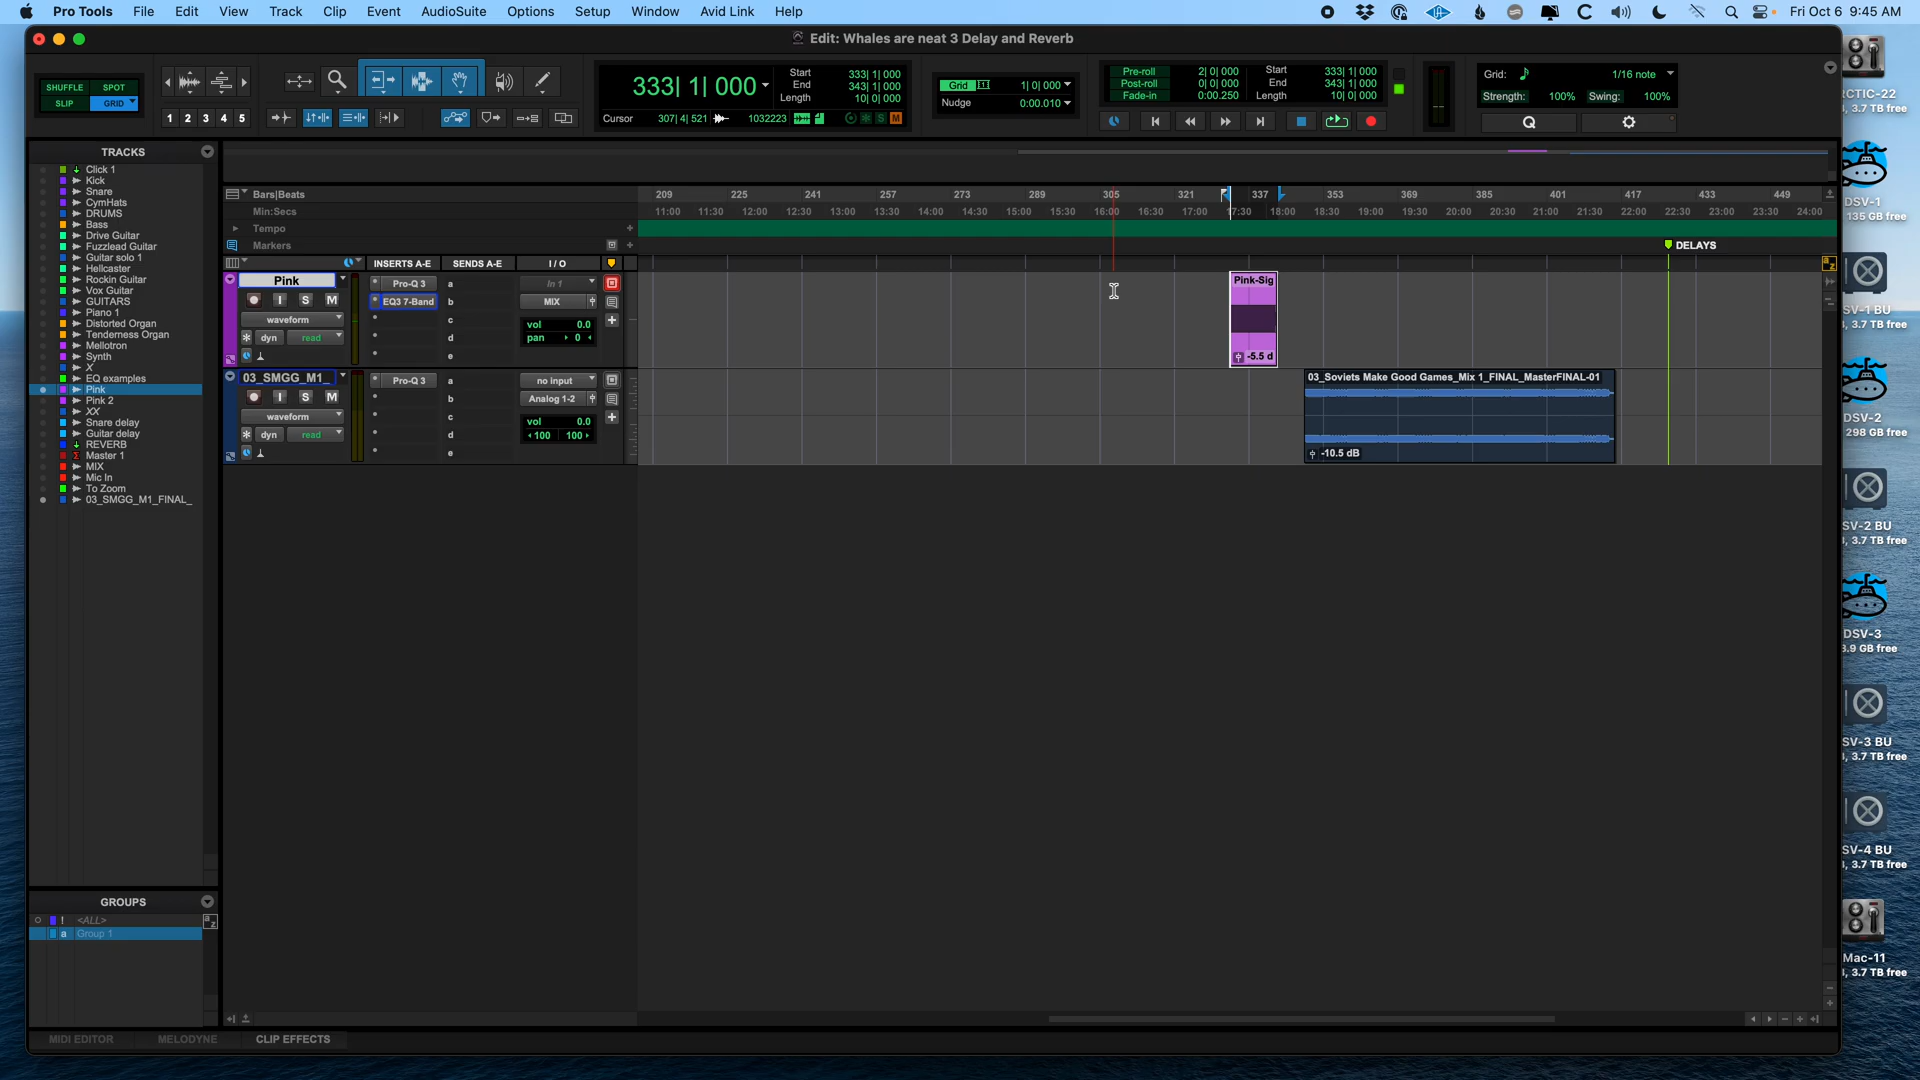 Pro Tools File Edit View Track Clip Event AudioSuite Options Setup Window Avid Link Help
Fri Oct 6 9:45 AM
Edit: Whales are neat 3 Delay and Reverb
SHUFFLE SPOT
SLIP GRID
1 2 3 4 5
333| 1| 000
Start 333| 1| 000
End 343| 1| 000
Length 10| 0| 000
Cursor 307| 4| 521 1032223 S M
Grid 1| 0| 000
Nudge 0:00.010
Pre-roll 2| 0| 000
Post-roll 0| 0| 000
Fade-in 0:00.250
Start 333| 1| 000
End 343| 1| 000
Length 10| 0| 000
Grid: 1/16 note
Strength: 100% Swing: 100%
Q
TRACKS
Click 1
Kick
Snare
CymHats
DRUMS
Bass
Drive Guitar
Fuzzlead Guitar
Guitar solo 1
Hellcaster
Rockin Guitar
Vox Guitar
GUITARS
Piano 1
Distorted Organ
Tenderness Organ
Mellotron
Synth
X
EQ examples
Pink
Pink 2
XX
Snare delay
Guitar delay
REVERB
Master 1
MIX
Mic In
To Zoom
03_SMGG_M1_FINAL_
GROUPS
! <ALL>
a Group 1
Bars|Beats
209 225 241 257 273 289 305 321 337 353 369 385 401 417 433 449
Min:Secs
11:00 11:30 12:00 12:30 13:00 13:30 14:00 14:30 15:00 15:30 16:00 16:30 17:00 17:30 18:00 18:30 19:00 19:30 20:00 20:30 21:00 21:30 22:00 22:30 23:00 23:30 24:00
Tempo
Markers
DELAYS
INSERTS A-E SENDS A-E I / O
Pink
I S M
waveform
dyn read
Pro-Q 3
EQ3 7-Band
a
b
c
d
e
In 1
MIX
vol 0.0
pan 0
Pink-Sig
-5.5 d
03_SMGG_M1_
I S M
waveform
dyn read
Pro-Q 3
a
b
c
d
e
no input
Analog 1-2
vol 0.0
100 100
03_Soviets Make Good Games_Mix 1_FINAL_MasterFINAL-01
-10.5 dB
MIDI EDITOR MELODYNE CLIP EFFECTS
RCTIC-22
, 3.7 TB free
DSV-1
135 GB free
SV-1 BU
, 3.7 TB free
DSV-2
298 GB free
SV-2 BU
, 3.7 TB free
DSV-3
.9 GB free
SV-3 BU
, 3.7 TB free
SV-4 BU
, 3.7 TB free
Mac-11
, 3.7 TB free